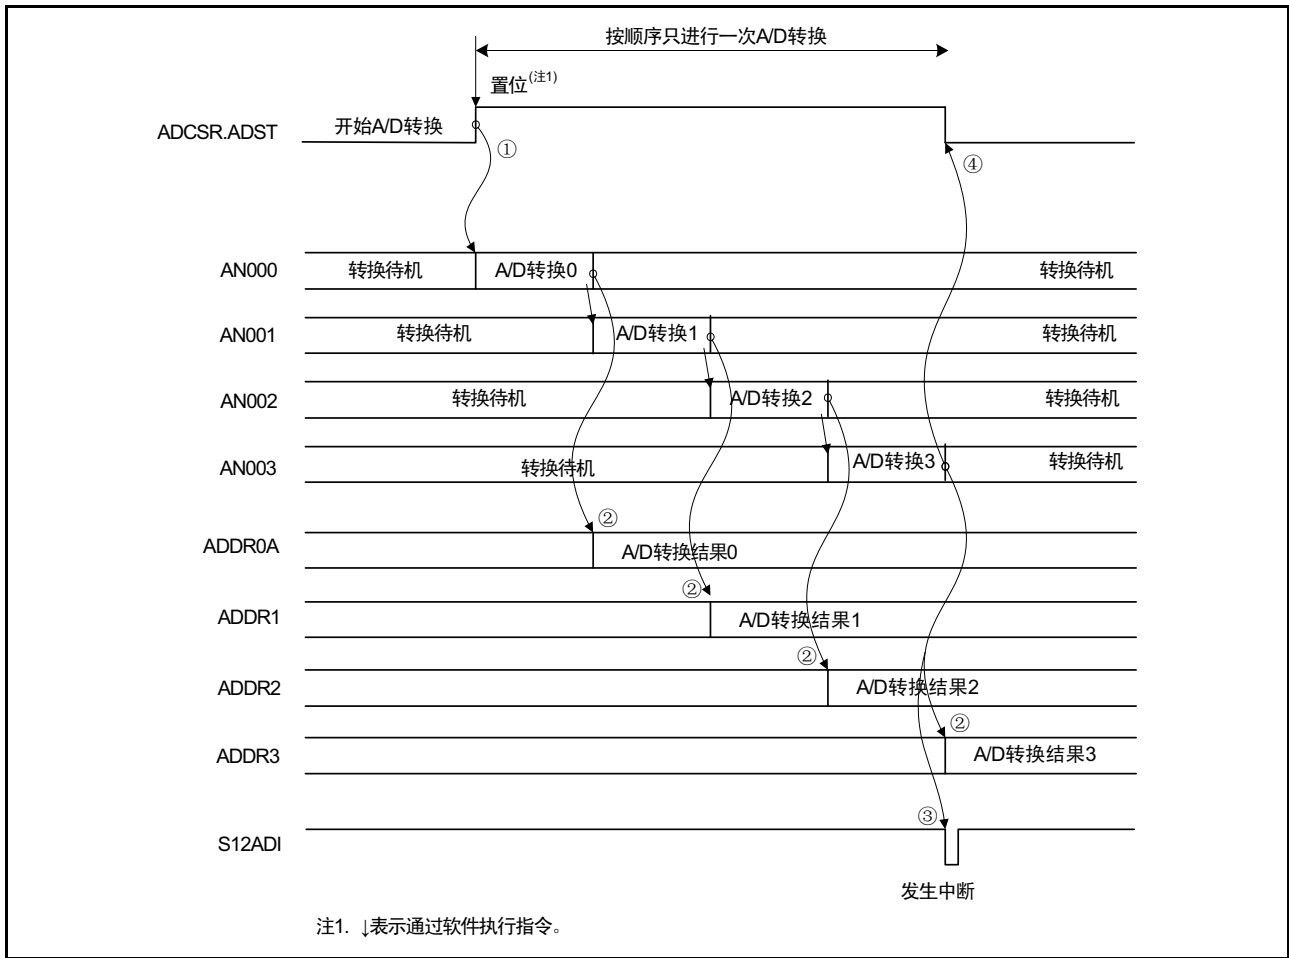 按顺序只进行一次A/D转换
置位(注1)
ADCSR.ADST 开始A/D转换
① ④
AN000 转换待机 A/D转换0 转换待机
AN001 转换待机 A/D转换1 转换待机
AN002 转换待机 A/D转换2 转换待机
AN003 转换待机 A/D转换3 转换待机
②
ADDR0A A/D转换结果0
②
ADDR1 A/D转换结果1
②
ADDR2 A/D转换结果2
②
ADDR3 A/D转换结果3
③
S12ADI
发生中断
注1. ↓表示通过软件执行指令。